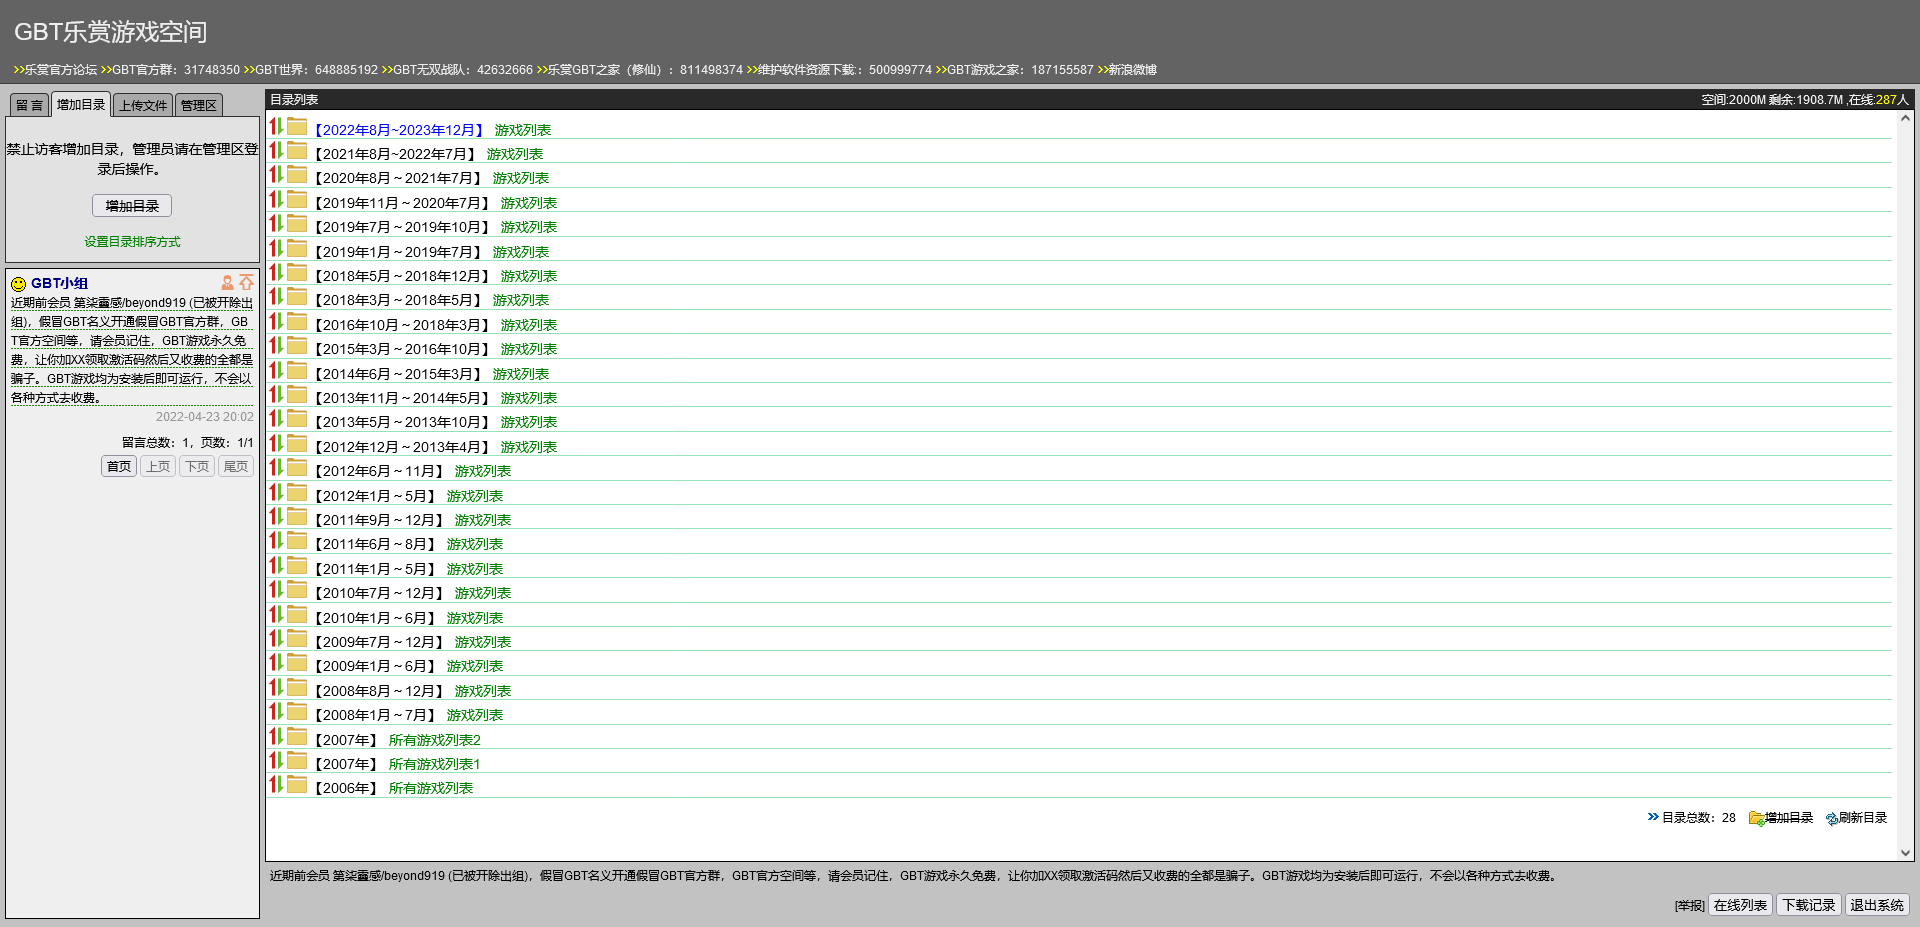 GBT乐赏游戏空间
>>乐赏官方论坛 >>GBT官方群：31748350 >>GBT世界：648885192 >>GBT无双战队：42632666 >>乐赏GBT之家（修仙）：811498374 >>维护软件资源下载:：500999774 >>GBT游戏之家：187155587 >>新浪微博
留 言 增加目录 上传文件 管理区
禁止访客增加目录，管理员请在管理区登
录后操作。
增加目录
设置目录排序方式
GBT小组
近期前会员 第柒靈感/beyond919 (已被开除出
组)，假冒GBT名义开通假冒GBT官方群，GB
T官方空间等，请会员记住，GBT游戏永久免
费，让你加XX领取激活码然后又收费的全都是
骗子。GBT游戏均为安装后即可运行，不会以
各种方式去收费。
2022-04-23 20:02
留言总数：1，页数：1/1
首页 上页 下页 尾页
目录列表 空间:2000M 剩余:1908.7M ,在线:287人
【2022年8月~2023年12月】 游戏列表
【2021年8月~2022年7月】 游戏列表
【2020年8月～2021年7月】 游戏列表
【2019年11月～2020年7月】 游戏列表
【2019年7月～2019年10月】 游戏列表
【2019年1月～2019年7月】 游戏列表
【2018年5月～2018年12月】 游戏列表
【2018年3月～2018年5月】 游戏列表
【2016年10月～2018年3月】 游戏列表
【2015年3月～2016年10月】 游戏列表
【2014年6月～2015年3月】 游戏列表
【2013年11月～2014年5月】 游戏列表
【2013年5月～2013年10月】 游戏列表
【2012年12月～2013年4月】 游戏列表
【2012年6月～11月】 游戏列表
【2012年1月～5月】 游戏列表
【2011年9月～12月】 游戏列表
【2011年6月～8月】 游戏列表
【2011年1月～5月】 游戏列表
【2010年7月～12月】 游戏列表
【2010年1月～6月】 游戏列表
【2009年7月～12月】 游戏列表
【2009年1月～6月】 游戏列表
【2008年8月～12月】 游戏列表
【2008年1月～7月】 游戏列表
【2007年】 所有游戏列表2
【2007年】 所有游戏列表1
【2006年】 所有游戏列表
目录总数：28 增加目录 刷新目录
近期前会员 第柒靈感/beyond919 (已被开除出组)，假冒GBT名义开通假冒GBT官方群，GBT官方空间等，请会员记住，GBT游戏永久免费，让你加XX领取激活码然后又收费的全都是骗子。GBT游戏均为安装后即可运行，不会以各种方式去收费。
[举报] 在线列表 下载记录 退出系统